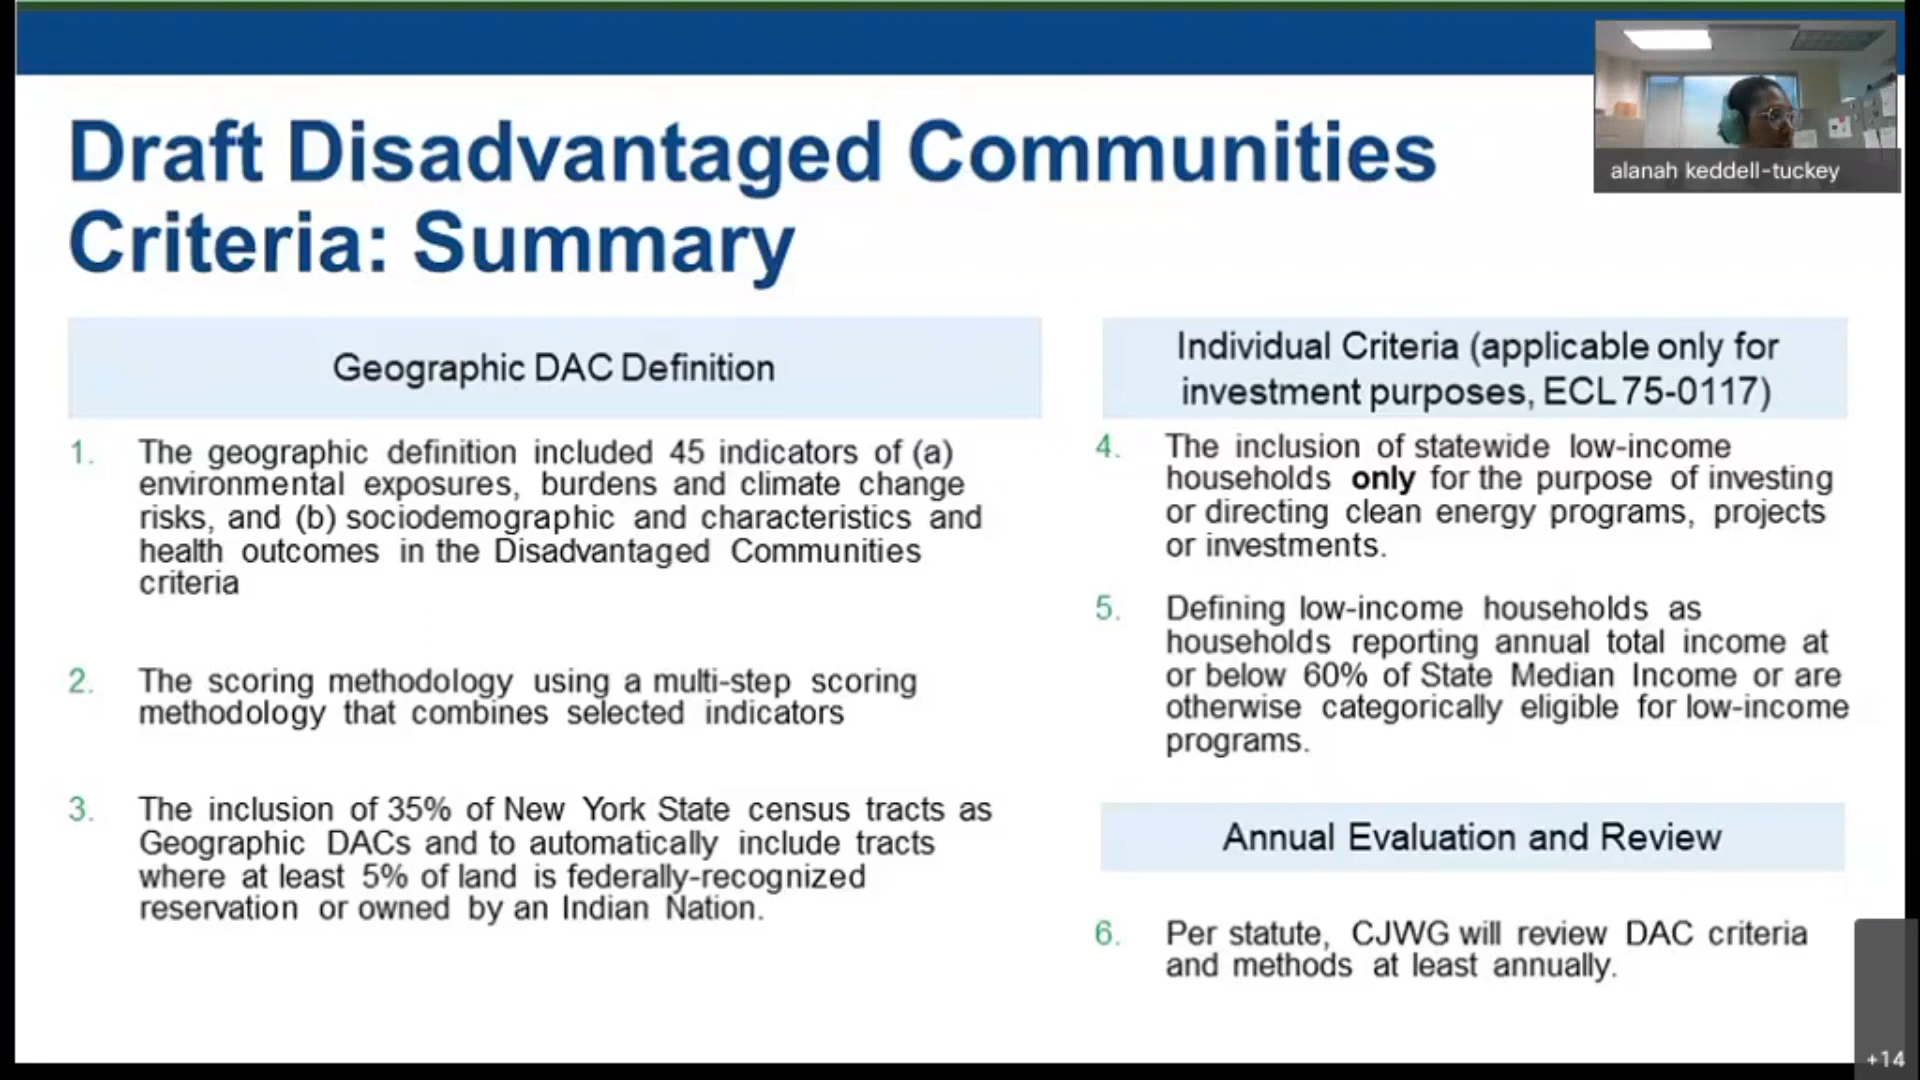 alanah keddell-tuckey
Draft Disadvantaged Communities
Criteria: Summary
Geographic DAC Definition
1. The geographic definition included 45 indicators of (a)
environmental exposures, burdens and climate change
risks, and (b) sociodemographic and characteristics and
health outcomes in the Disadvantaged Communities
criteria
2. The scoring methodology using a multi-step scoring
methodology that combines selected indicators
3. The inclusion of 35% of New York State census tracts as
Geographic DACs and to automatically include tracts
where at least 5% of land is federally-recognized
reservation or owned by an Indian Nation.
Individual Criteria (applicable only for
investment purposes, ECL 75-0117)
4. The inclusion of statewide low-income
households only for the purpose of investing
or directing clean energy programs, projects
or investments.
5. Defining low-income households as
households reporting annual total income at
or below 60% of State Median Income or are
otherwise categorically eligible for low-income
programs.
Annual Evaluation and Review
6. Per statute, CJWG will review DAC criteria
and methods at least annually.
+14